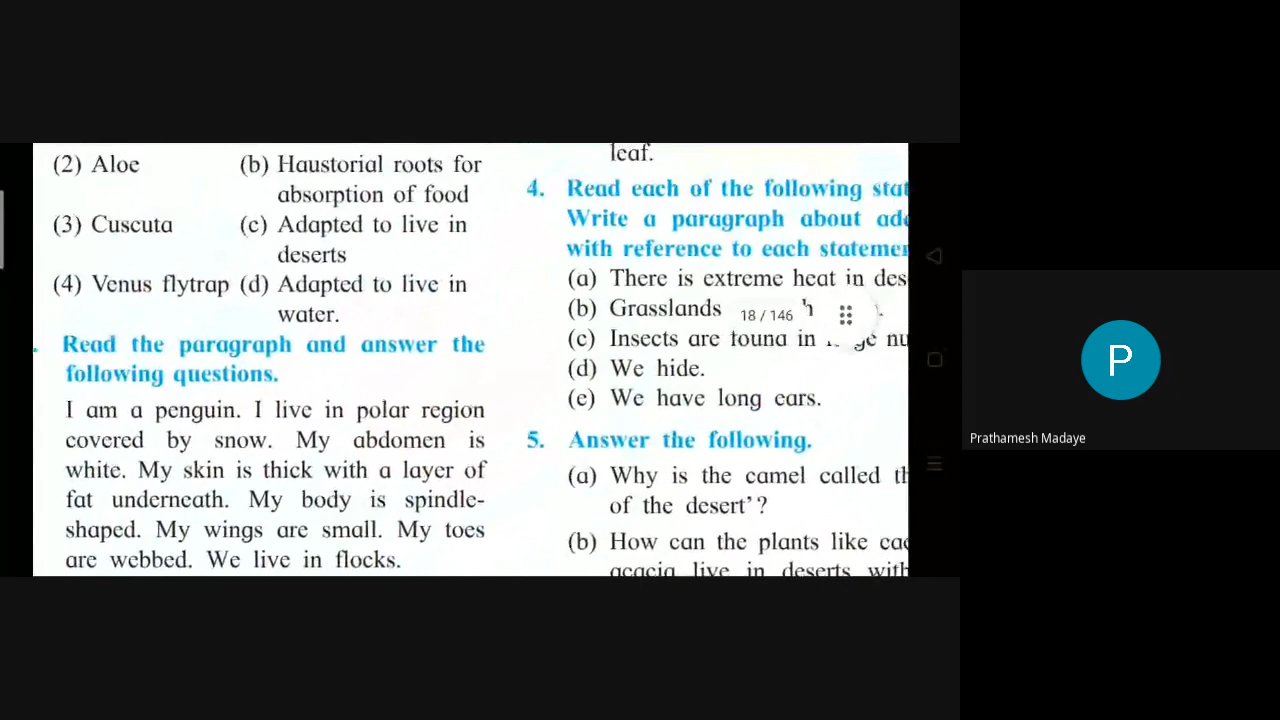 (2) Aloe (b) Haustorial roots for
absorption of food
(3) Cuscuta (c) Adapted to live in
deserts
(4) Venus flytrap (d) Adapted to live in
water.
Read the paragraph and answer the
following questions.
I am a penguin. I live in polar region
covered by snow. My abdomen is
white. My skin is thick with a layer of
fat underneath. My body is spindle-
shaped. My wings are small. My toes
are webbed. We live in flocks.
leaf.
4. Read each of the following
Write a paragraph about
with reference to each
(a) There is extreme heat in
(b) Grasslands
18 / 146
(c) Insects are found in
(d) We hide.
(e) We have long ears.
5. Answer the following.
(a) Why is the camel called
of the desert’?
(b) How can the plants like
acacia live in deserts
P
Prathamesh Madaye